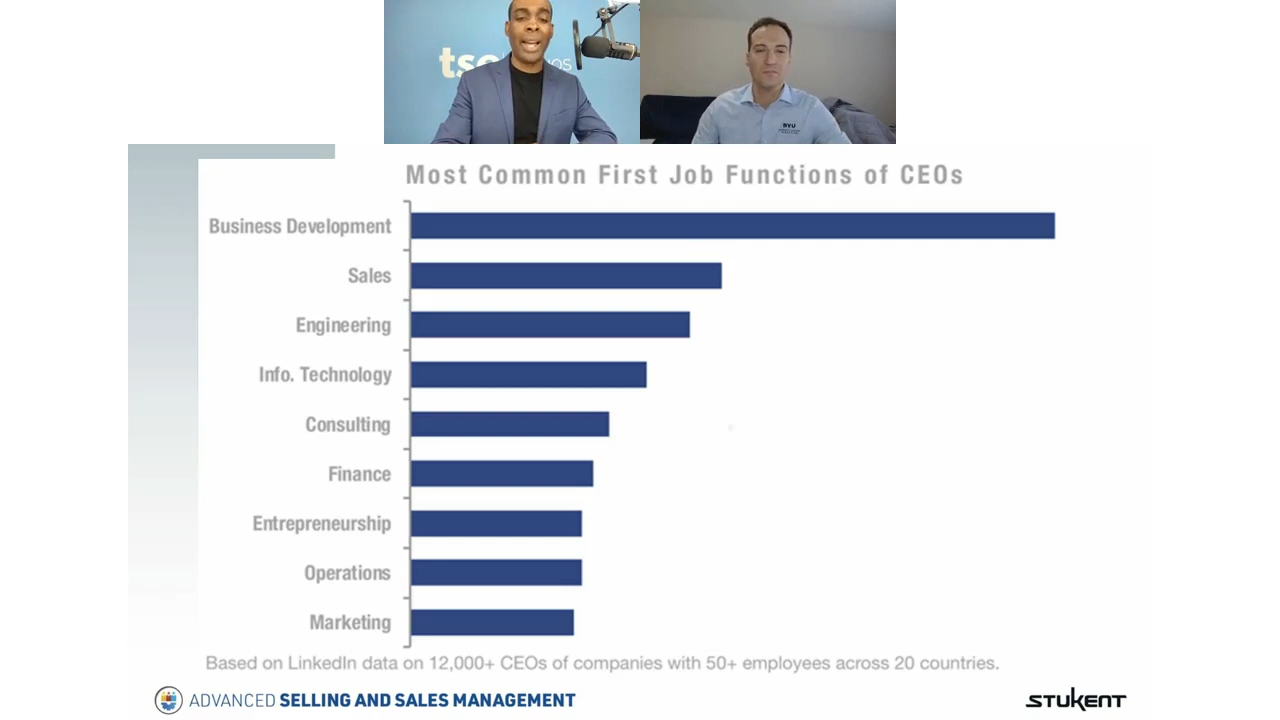 tse
BYU
Most Common First Job Functions of CEOs
Business Development
Sales
Engineering
Info. Technology
Consulting
Finance
Entrepreneurship
Operations
Marketing
Based on LinkedIn data on 12,000+ CEOs of companies with 50+ employees across 20 countries.
ADVANCED SELLING AND SALES MANAGEMENT
STUKENT